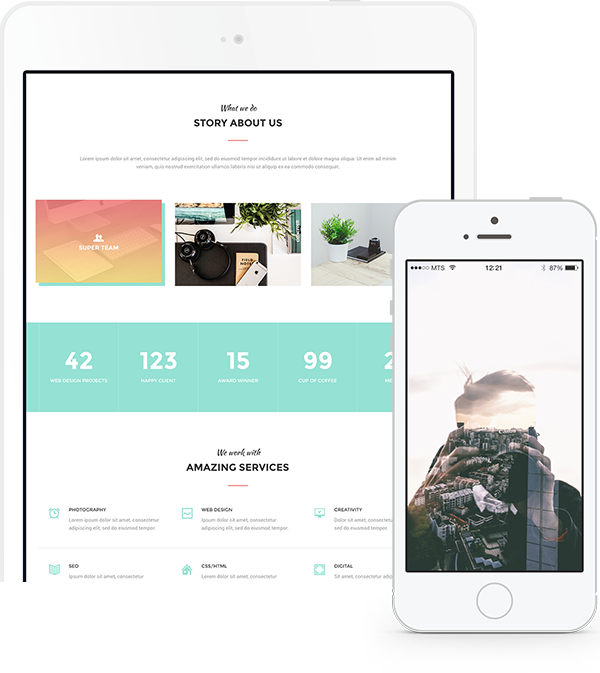 What we do
STORY ABOUT US
Lorem ipsum dolor sit amet, consectetur adipiscing elit, sed do eiusmod tempor incididunt ut labore et dolore magna aliqua. Ut enim ad minim
veniam, quis nostrud exercitation ullamco laboris nisi ut aliquip ex ea commodo consequat.
SUPER TEAM
FIELD NOTES
42
WEB DESIGN PROJECTS
123
HAPPY CLIENT
15
AWARD WINNER
99
CUP OF COFFEE
2
ME
We work with
AMAZING SERVICES
PHOTOGRAPHY
Lorem ipsum dolor sit amet, consectetur
adipiscing elit, sed do eiusmod tempor.
WEB DESIGN
Ipsum dolor sit amet, consectetur
adipiscing elit, sed do eiusmod tempor.
CREATIVITY
Lorem ipsum dolor sit amet,
sed do eiusmod tempor.
SEO
Ipsum dolor sit amet, consectetur
CSS/HTML
Lorem ipsum dolor sit amet, consectetur
DIGITAL
Sit amet, consectetur adipiscing
MTS
12:21
87%